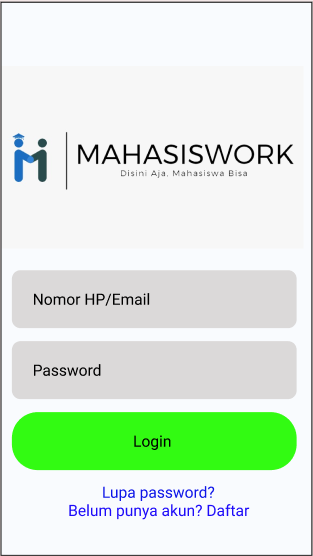 MAHASISWORK
Disini Aja, Mahasiswa Bisa
Nomor HP/Email
Password
Login
Lupa password?
Belum punya akun? Daftar